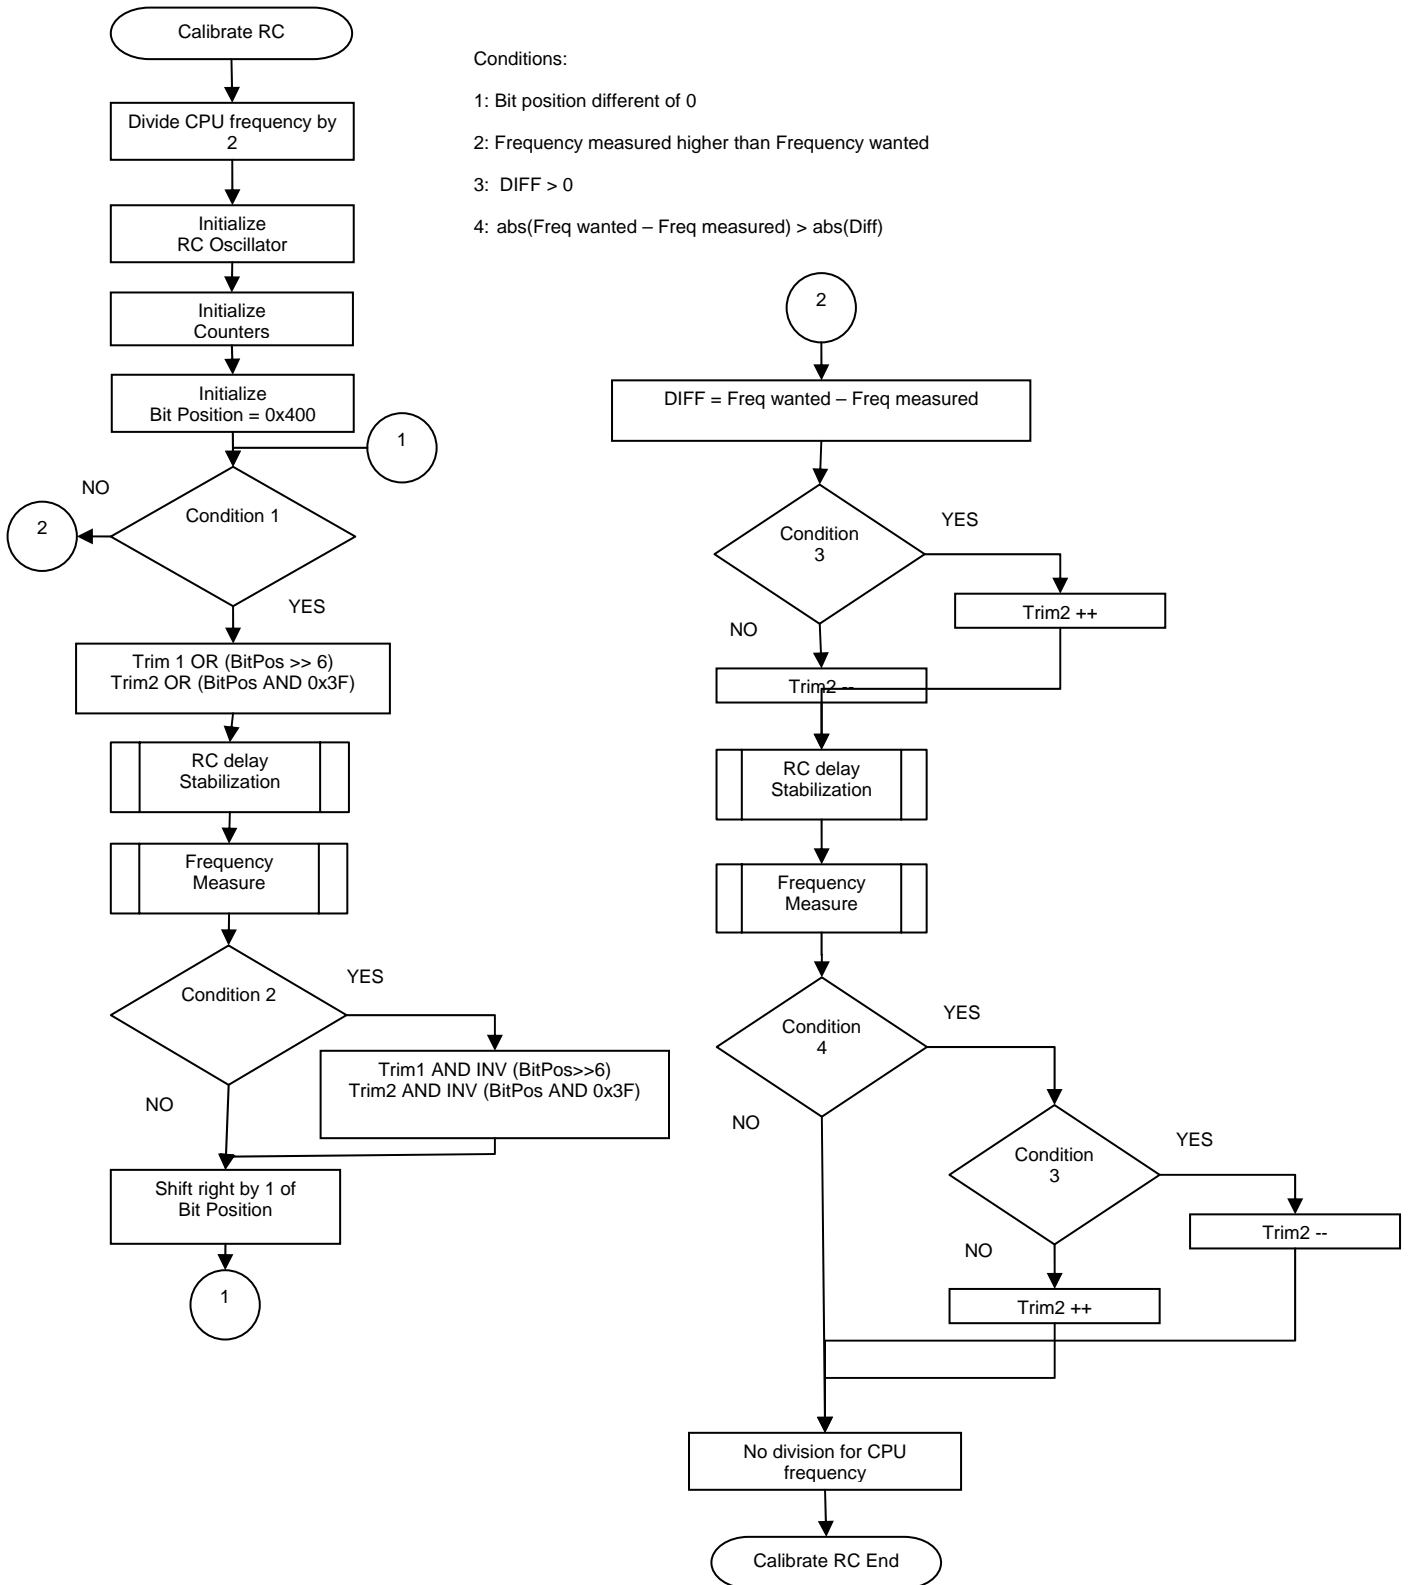 Calibrate RC
Divide CPU frequency by
2
Initialize
RC Oscillator
Initialize
Counters
Initialize
Bit Position = 0x400
1
NO
Condition 1
2
YES
Trim 1 OR (BitPos >> 6)
Trim2 OR (BitPos AND 0x3F)
RC delay
Stabilization
Frequency
Measure
YES
Condition 2
Trim1 AND INV (BitPos>>6)
Trim2 AND INV (BitPos AND 0x3F)
NO
Shift right by 1 of
Bit Position
1
Conditions:
1: Bit position different of 0
2: Frequency measured higher than Frequency wanted
3: DIFF > 0
4: abs(Freq wanted – Freq measured) > abs(Diff)
2
DIFF = Freq wanted – Freq measured
YES
Condition
3
Trim2 ++
NO
Trim2 --
RC delay
Stabilization
Frequency
Measure
YES
Condition
4
NO
YES
Condition
3
Trim2 --
NO
Trim2 ++
No division for CPU
frequency
Calibrate RC End